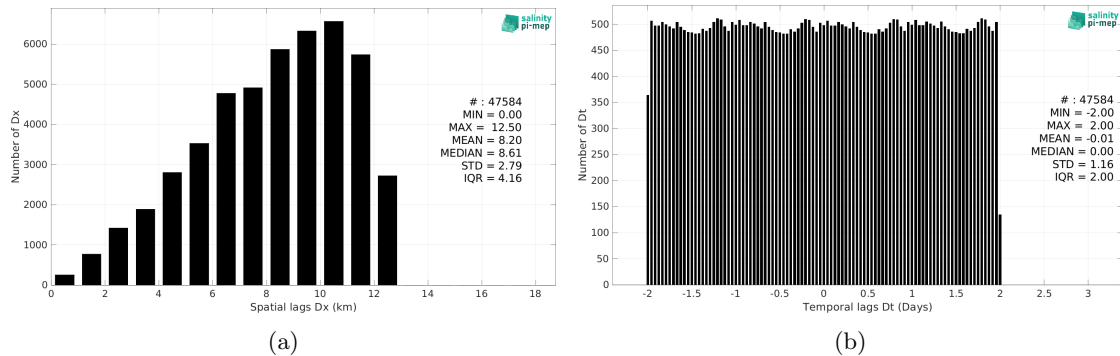 6000
5000
4000
3000
2000
1000
0
Number of Dx
0 2 4 6 8 10 12 14 16 18
Spatial lags Dx (km)
salinity
pi-mep
# : 47584
MIN = 0.00
MAX = 12.50
MEAN = 8.20
MEDIAN = 8.61
STD = 2.79
IQR = 4.16
(a)
500
450
400
350
300
250
200
150
100
50
0
Number of Dt
-2 -1.5 -1 -0.5 0 0.5 1 1.5 2 2.5 3
Temporal lags Dt (Days)
salinity
pi-mep
# : 47584
MIN = -2.00
MAX = 2.00
MEAN = -0.01
MEDIAN = 0.00
STD = 1.16
IQR = 2.00
(b)